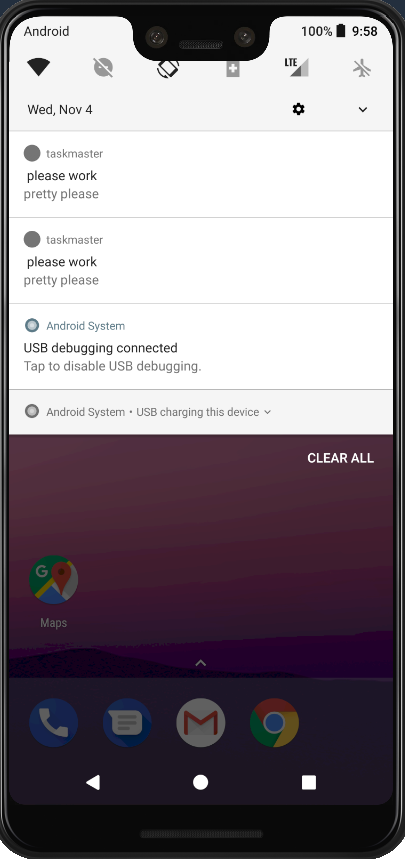 Android 100% 9:58
LTE
Wed, Nov 4
taskmaster
please work
pretty please
taskmaster
please work
pretty please
Android System
USB debugging connected
Tap to disable USB debugging.
Android System • USB charging this device
CLEAR ALL
G
Maps